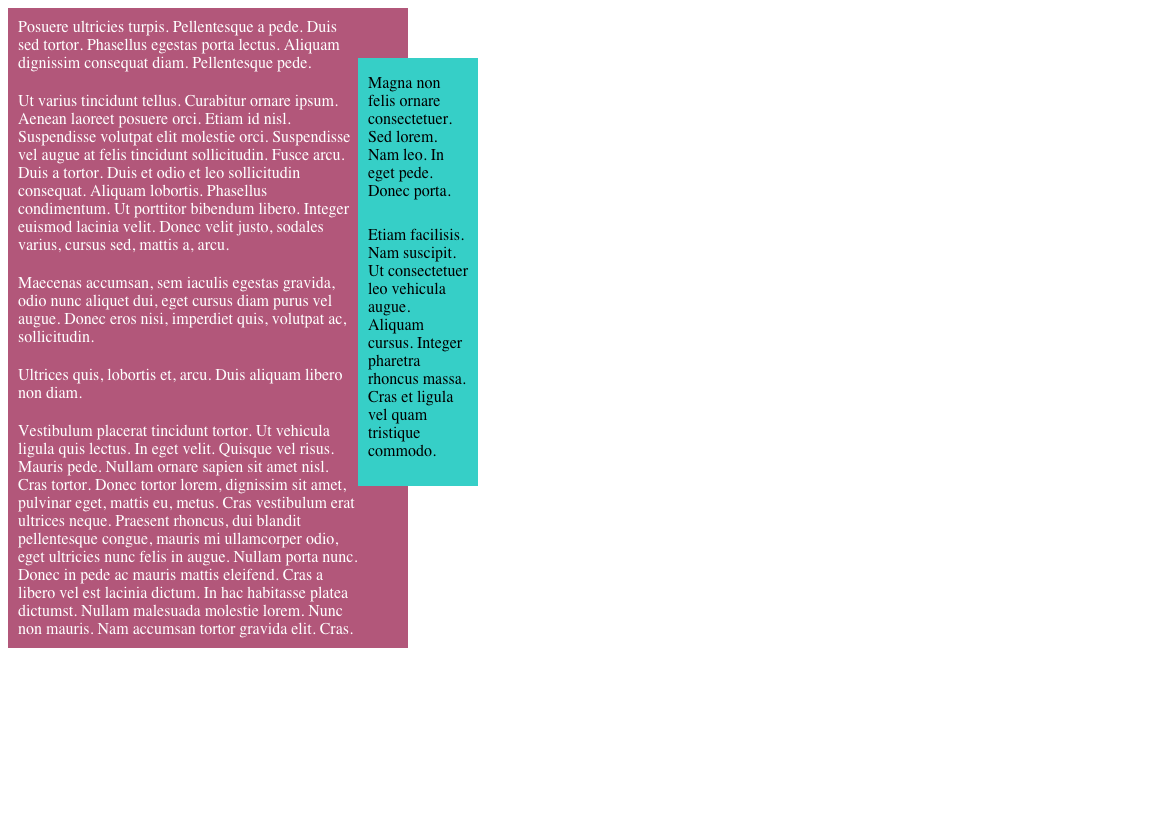 Posuere ultricies turpis. Pellentesque a pede. Duis
sed tortor. Phasellus egestas porta lectus. Aliquam
dignissim consequat diam. Pellentesque pede.
Ut varius tincidunt tellus. Curabitur ornare ipsum.
Aenean laoreet posuere orci. Etiam id nisl.
Suspendisse volutpat elit molestie orci. Suspendisse
vel augue at felis tincidunt sollicitudin. Fusce arcu.
Duis a tortor. Duis et odio et leo sollicitudin
consequat. Aliquam lobortis. Phasellus
condimentum. Ut porttitor bibendum libero. Integer
euismod lacinia velit. Donec velit justo, sodales
varius, cursus sed, mattis a, arcu.
Maecenas accumsan, sem iaculis egestas gravida,
odio nunc aliquet dui, eget cursus diam purus vel
augue. Donec eros nisi, imperdiet quis, volutpat ac,
sollicitudin.
Ultrices quis, lobortis et, arcu. Duis aliquam libero
non diam.
Vestibulum placerat tincidunt tortor. Ut vehicula
ligula quis lectus. In eget velit. Quisque vel risus.
Mauris pede. Nullam ornare sapien sit amet nisl.
Cras tortor. Donec tortor lorem, dignissim sit amet,
pulvinar eget, mattis eu, metus. Cras vestibulum erat
ultrices neque. Praesent rhoncus, dui blandit
pellentesque congue, mauris mi ullamcorper odio,
eget ultricies nunc felis in augue. Nullam porta nunc.
Donec in pede ac mauris mattis eleifend. Cras a
libero vel est lacinia dictum. In hac habitasse platea
dictumst. Nullam malesuada molestie lorem. Nunc
non mauris. Nam accumsan tortor gravida elit. Cras.
Magna non
felis ornare
consectetuer.
Sed lorem.
Nam leo. In
eget pede.
Donec porta.
Etiam facilisis.
Nam suscipit.
Ut consectetuer
leo vehicula
augue.
Aliquam
cursus. Integer
pharetra
rhoncus massa.
Cras et ligula
vel quam
tristique
commodo.